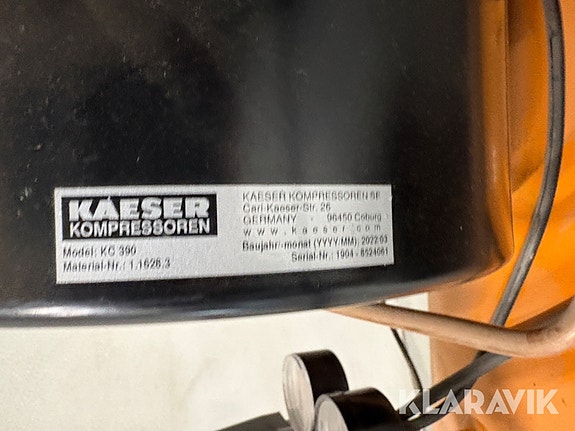 KAESER
KOMPRESSOREN
Model: KC 390
Material-Nr.: 1.1626.3
KAESER KOMPRESSOREN SE
Carl-Kaeser-Str. 26
GERMANY - 96450 Coburg
www.kaeser.com
Baujahr-monat (YYYY/MM): 2022/03
Serial-Nr.: 1904 - 8524061
KLARAVIK